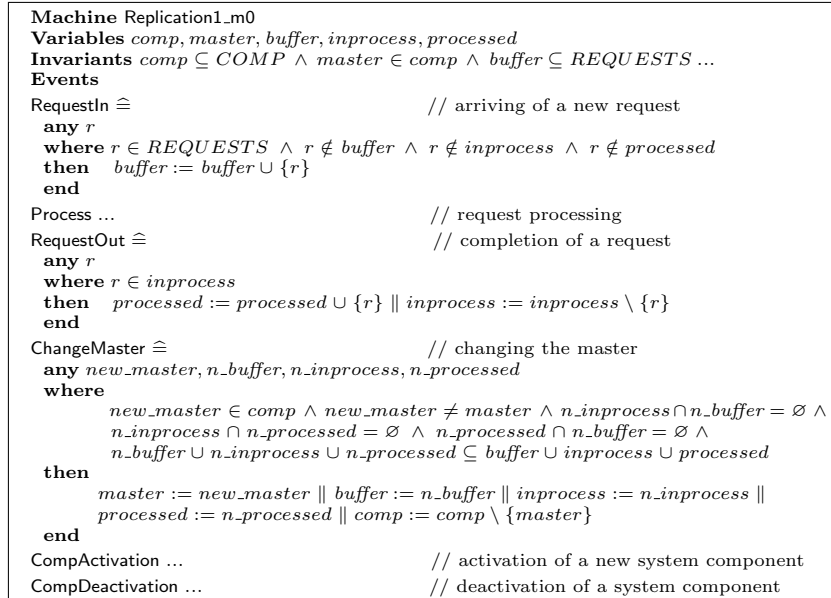 Machine Replication1_m0
Variables comp, master, buffer, inprocess, processed
Invariants comp ⊆ COMP ∧ master ∈ comp ∧ buffer ⊆ REQUESTS ...
Events
RequestIn ≙ // arriving of a new request
any r
where r ∈ REQUESTS ∧ r ∉ buffer ∧ r ∉ inprocess ∧ r ∉ processed
then buffer := buffer ∪ {r}
end
Process ... // request processing
RequestOut ≙ // completion of a request
any r
where r ∈ inprocess
then processed := processed ∪ {r} ∥ inprocess := inprocess \ {r}
end
ChangeMaster ≙ // changing the master
any new_master, n_buffer, n_inprocess, n_processed
where
new_master ∈ comp ∧ new_master ≠ master ∧ n_inprocess ∩ n_buffer = ∅ ∧
n_inprocess ∩ n_processed = ∅ ∧ n_processed ∩ n_buffer = ∅ ∧
n_buffer ∪ n_inprocess ∪ n_processed ⊆ buffer ∪ inprocess ∪ processed
then
master := new_master ∥ buffer := n_buffer ∥ inprocess := n_inprocess ∥
processed := n_processed ∥ comp := comp \ {master}
end
CompActivation ... // activation of a new system component
CompDeactivation ... // deactivation of a system component